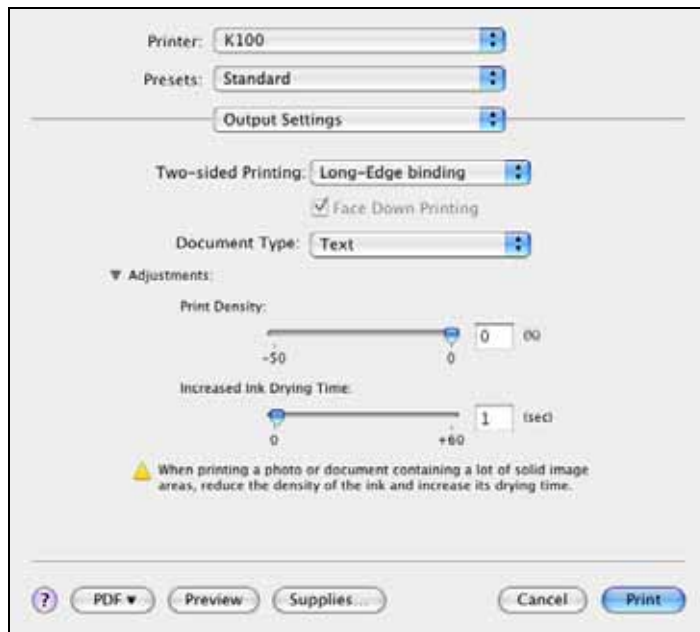 Printer: K100
Presets: Standard
Output Settings
Two-sided Printing: Long-Edge binding
Face Down Printing
Document Type: Text
Adjustments:
Print Density:
0 (%)
-50 0
Increased Ink Drying Time:
1 (sec)
0 +60
When printing a photo or document containing a lot of solid image
areas, reduce the density of the ink and increase its drying time.
? PDF Preview Supplies... Cancel Print